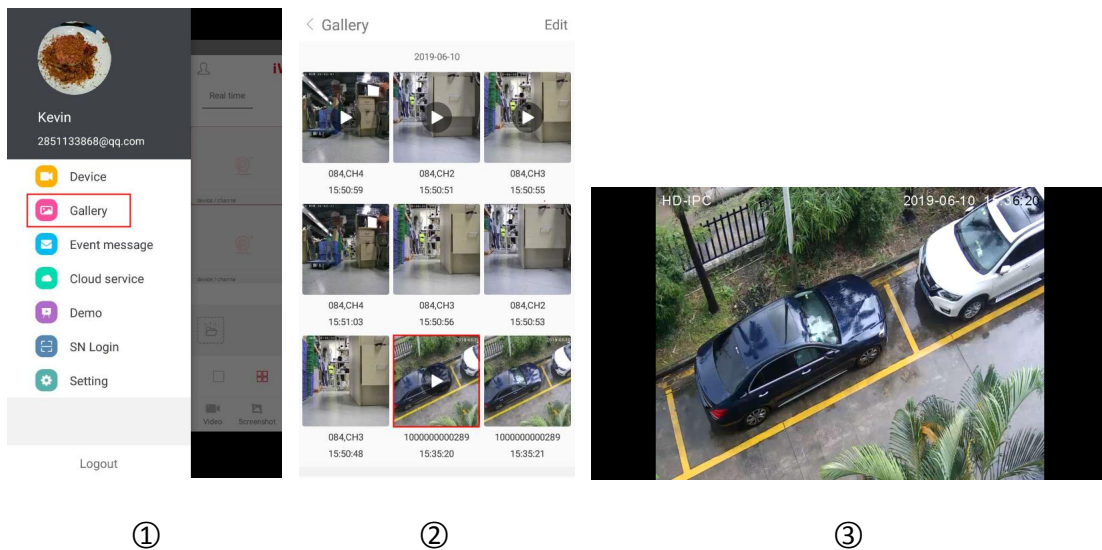 Kevin
2851133868@qq.com
Device
Gallery
Event message
Cloud service
Demo
SN Login
Setting
Logout
Real time
Video Screenshot
< Gallery Edit
2019-06-10
084,CH4 084,CH2 084,CH3
15:50:59 15:50:51 15:50:55
084,CH4 084,CH3 084,CH2
15:51:03 15:50:56 15:50:53
084,CH3 1000000000289 1000000000289
15:50:48 15:35:20 15:35:21
HD-IPC 2019-06-10
① ② ③